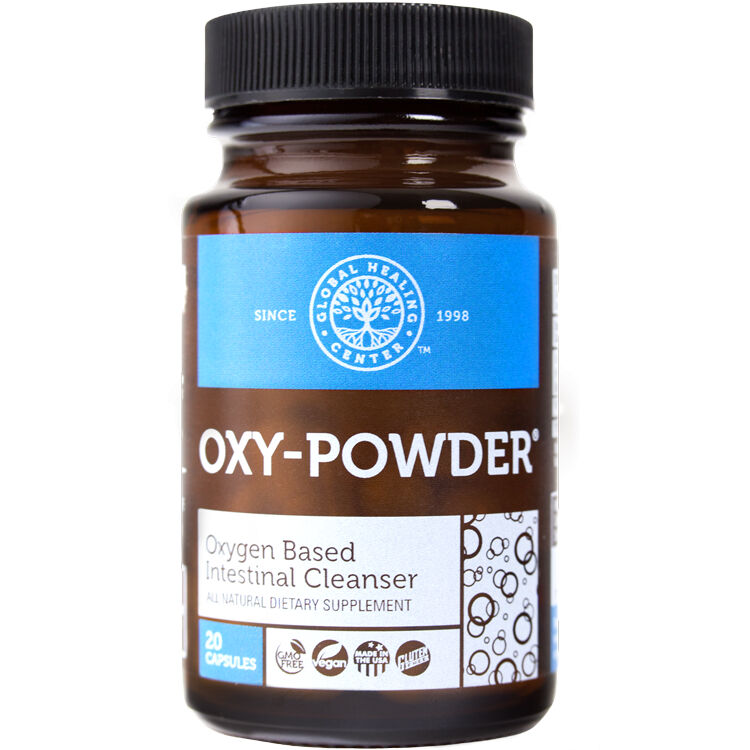 GLOBAL HEALING
CENTER
SINCE 1998
™
OXY-POWDER®
Oxygen Based
Intestinal Cleanser
ALL NATURAL DIETARY SUPPLEMENT
20
CAPSULES
GMO
FREE
vegan
MADE IN
THE USA
GLUTEN
FREE